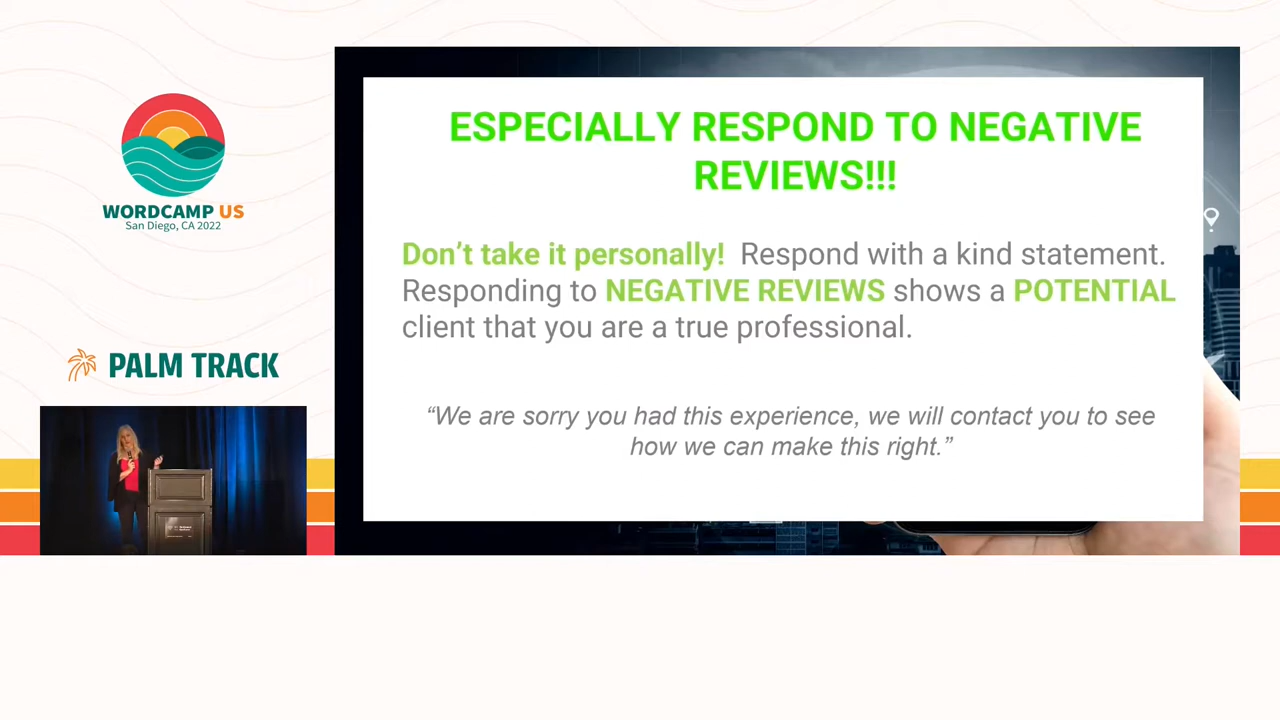 WORDCAMP US
San Diego, CA 2022
PALM TRACK
ESPECIALLY RESPOND TO NEGATIVE
REVIEWS!!!
Don’t take it personally! Respond with a kind statement.
Responding to NEGATIVE REVIEWS shows a POTENTIAL
client that you are a true professional.
“We are sorry you had this experience, we will contact you to see
how we can make this right.”